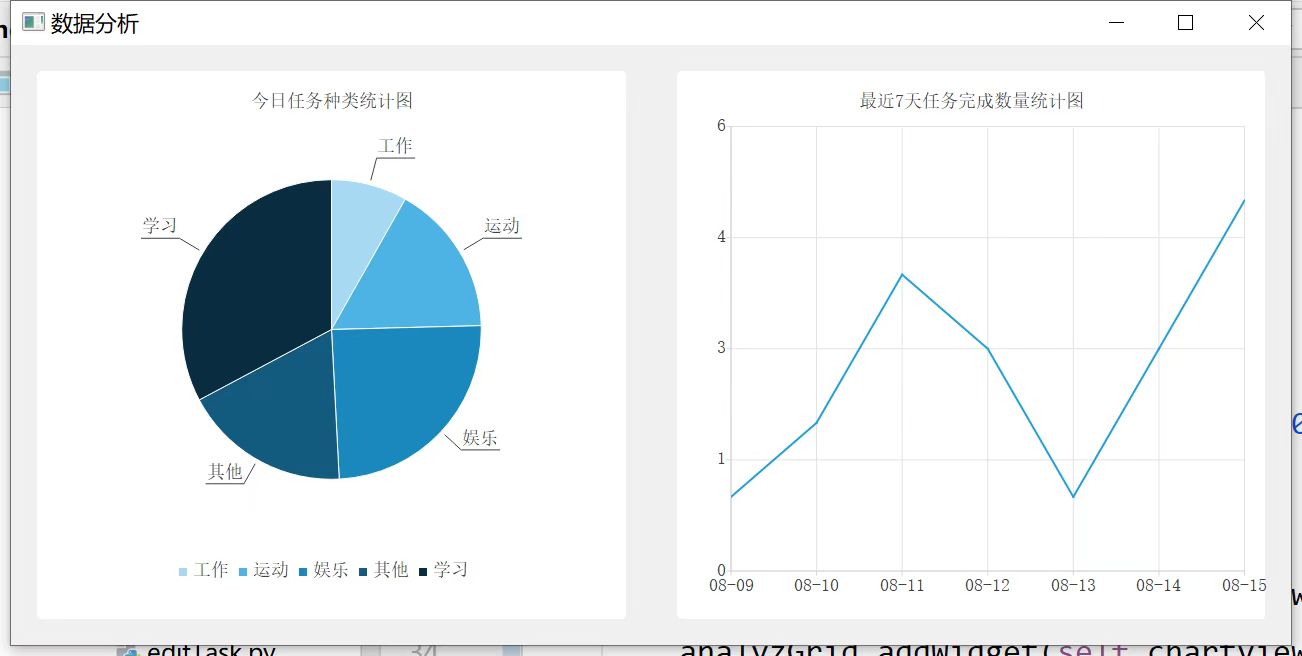 数据分析
今日任务种类统计图
工作
运动
学习
娱乐
其他
工作 运动 娱乐 其他 学习
最近7天任务完成数量统计图
6
4
3
1
0
08-09 08-10 08-11 08-12 08-13 08-14 08-15
editTask.py
34
analyzGrid.addWidget(self.chartview